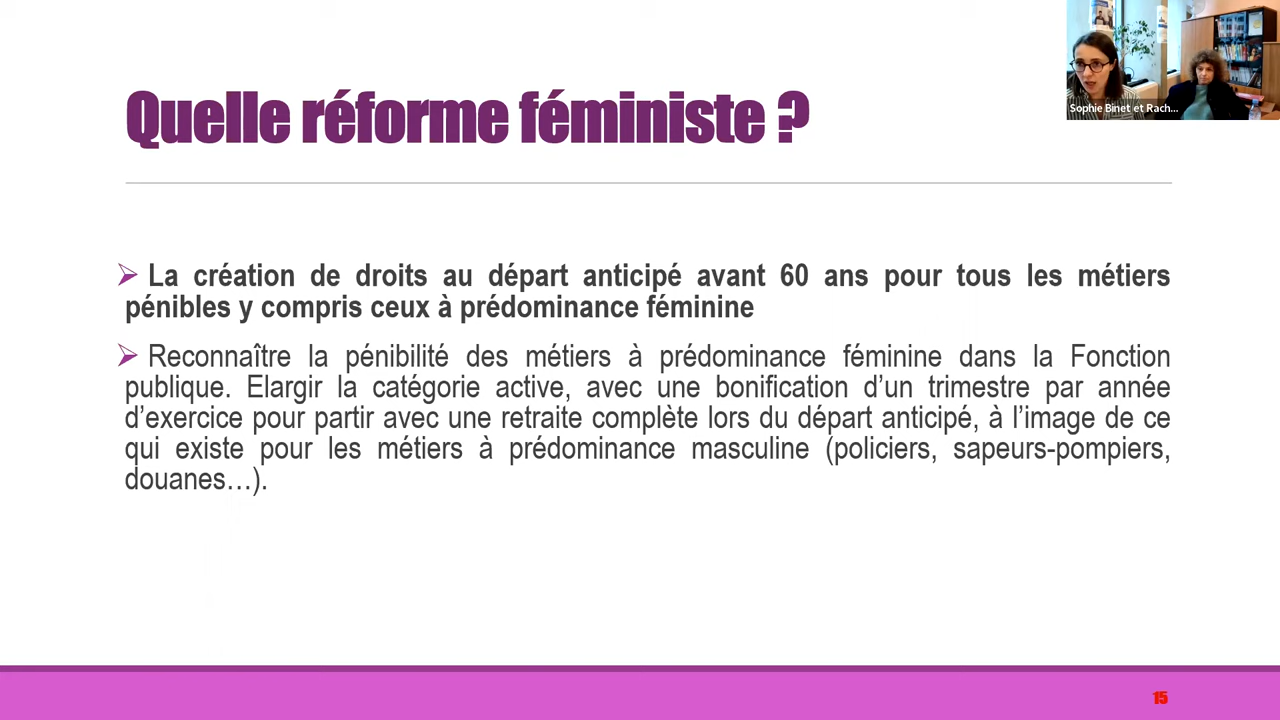 Quelle réforme féministe ?
Sophie Binet et Rach...
➢ La création de droits au départ anticipé avant 60 ans pour tous les métiers
pénibles y compris ceux à prédominance féminine
➢ Reconnaître la pénibilité des métiers à prédominance féminine dans la Fonction
publique. Elargir la catégorie active, avec une bonification d’un trimestre par année
d’exercice pour partir avec une retraite complète lors du départ anticipé, à l’image de ce
qui existe pour les métiers à prédominance masculine (policiers, sapeurs-pompiers,
douanes…).
15